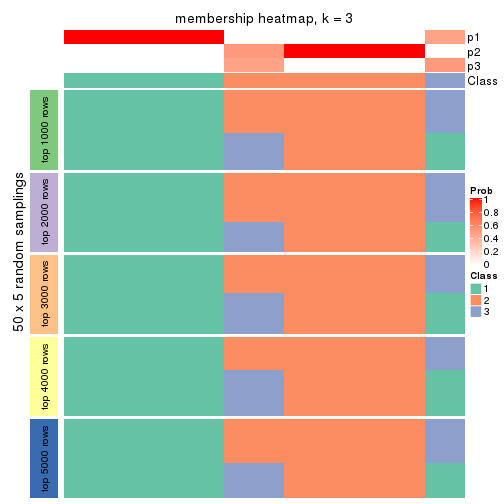 membership heatmap, k = 3
p1
p2
p3
Class
50 x 5 random samplings
top 1000 rows
top 2000 rows
top 3000 rows
top 4000 rows
top 5000 rows
Prob
1
0.8
0.6
0.4
0.2
0
Class
1
2
3